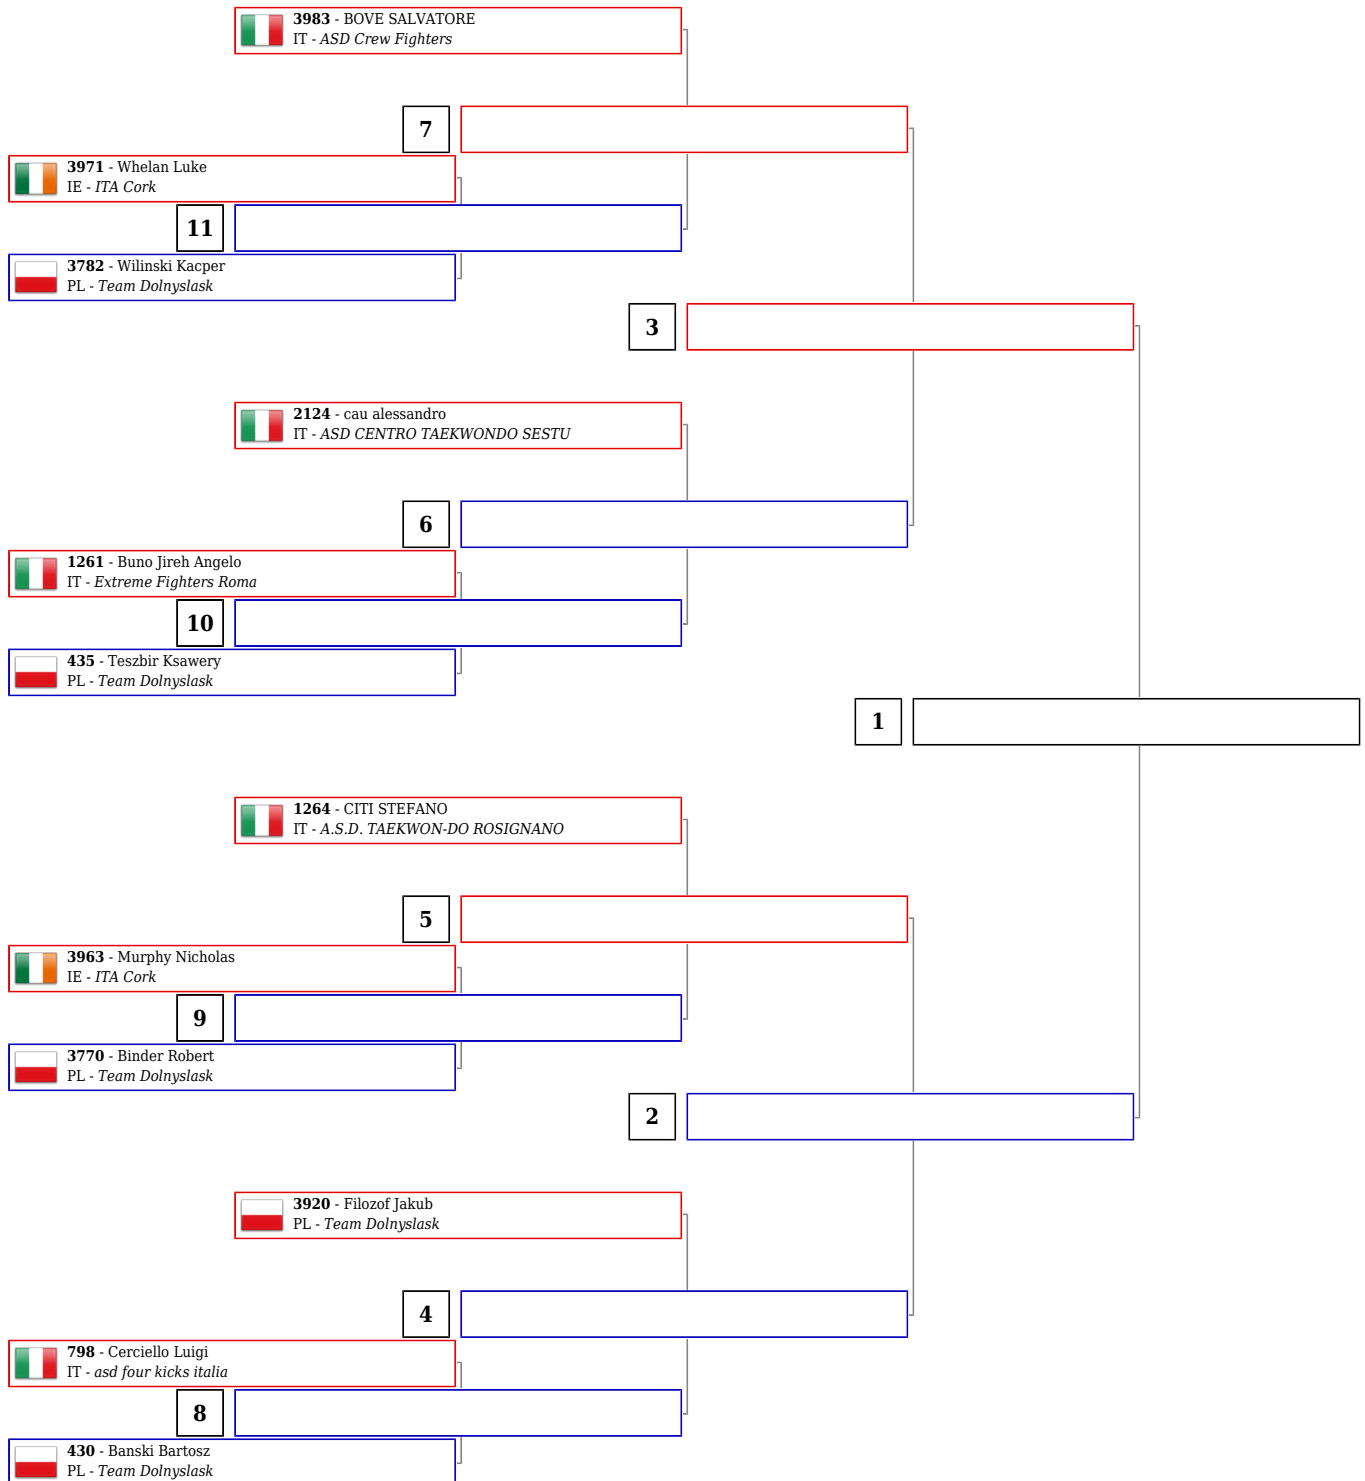 3983 - BOVE SALVATORE
IT - ASD Crew Fighters
7
3971 - Whelan Luke
IE - ITA Cork
11
3782 - Wilinski Kacper
PL - Team Dolnyslask
3
2124 - cau alessandro
IT - ASD CENTRO TAEKWONDO SESTU
6
1261 - Buno Jireh Angelo
IT - Extreme Fighters Roma
10
435 - Teszbir Ksawery
PL - Team Dolnyslask
1
1264 - CITI STEFANO
IT - A.S.D. TAEKWON-DO ROSIGNANO
5
3963 - Murphy Nicholas
IE - ITA Cork
9
3770 - Binder Robert
PL - Team Dolnyslask
2
3920 - Filozof Jakub
PL - Team Dolnyslask
4
798 - Cerciello Luigi
IT - asd four kicks italia
8
430 - Banski Bartosz
PL - Team Dolnyslask